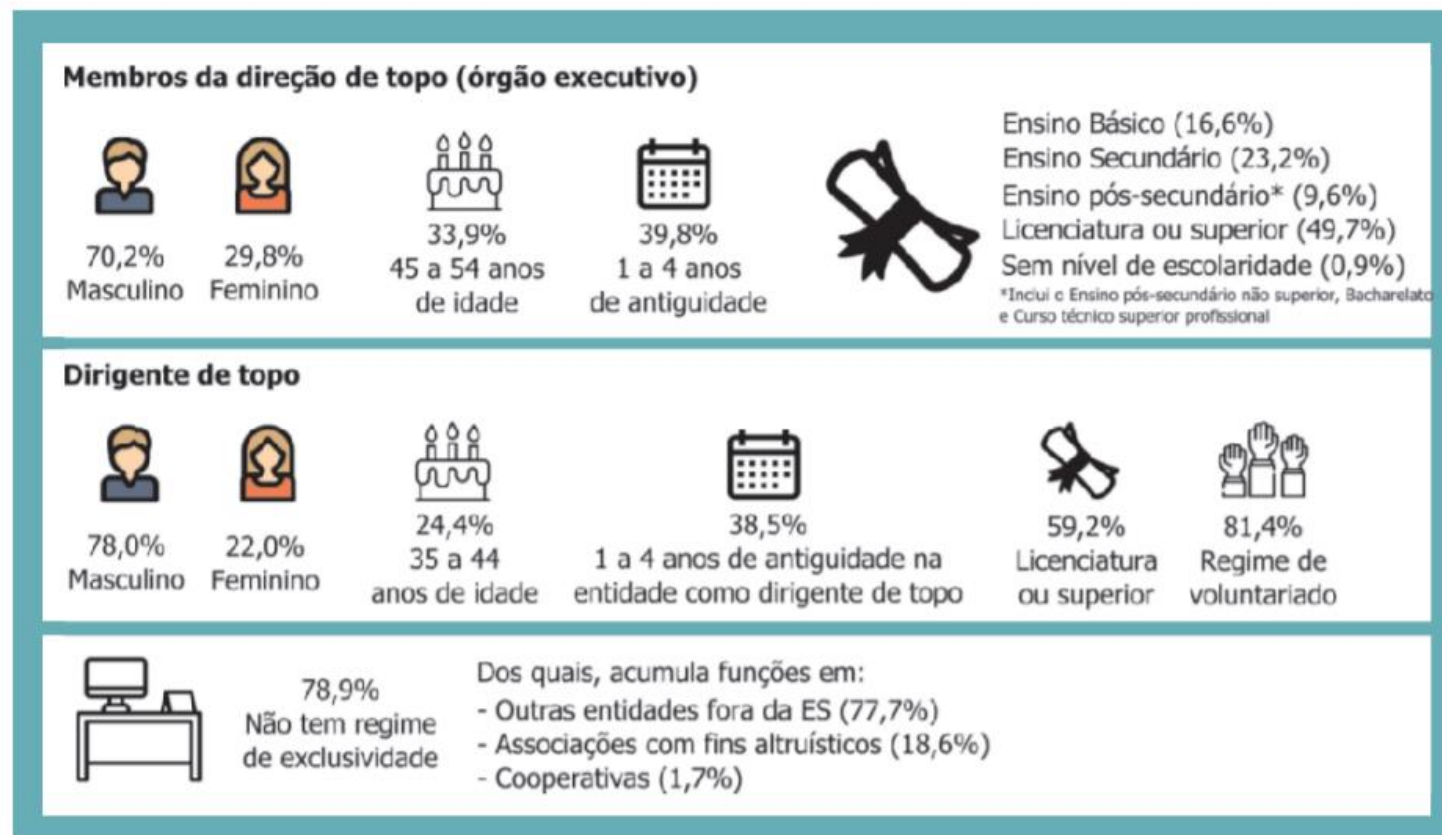 Membros da direção de topo (órgão executivo)
70,2%
Masculino
29,8%
Feminino
33,9%
45 a 54 anos
de idade
39,8%
1 a 4 anos
de antiguidade
Ensino Básico (16,6%)
Ensino Secundário (23,2%)
Ensino pós-secundário* (9,6%)
Licenciatura ou superior (49,7%)
Sem nível de escolaridade (0,9%)
*Inclui o Ensino pós-secundário não superior, Bacharelato
e Curso técnico superior profissional
Dirigente de topo
78,0%
Masculino
22,0%
Feminino
24,4%
35 a 44
anos de idade
38,5%
1 a 4 anos de antiguidade na
entidade como dirigente de topo
59,2%
Licenciatura
ou superior
81,4%
Regime de
voluntariado
78,9%
Não tem regime
de exclusividade
Dos quais, acumula funções em:
- Outras entidades fora da ES (77,7%)
- Associações com fins altruísticos (18,6%)
- Cooperativas (1,7%)